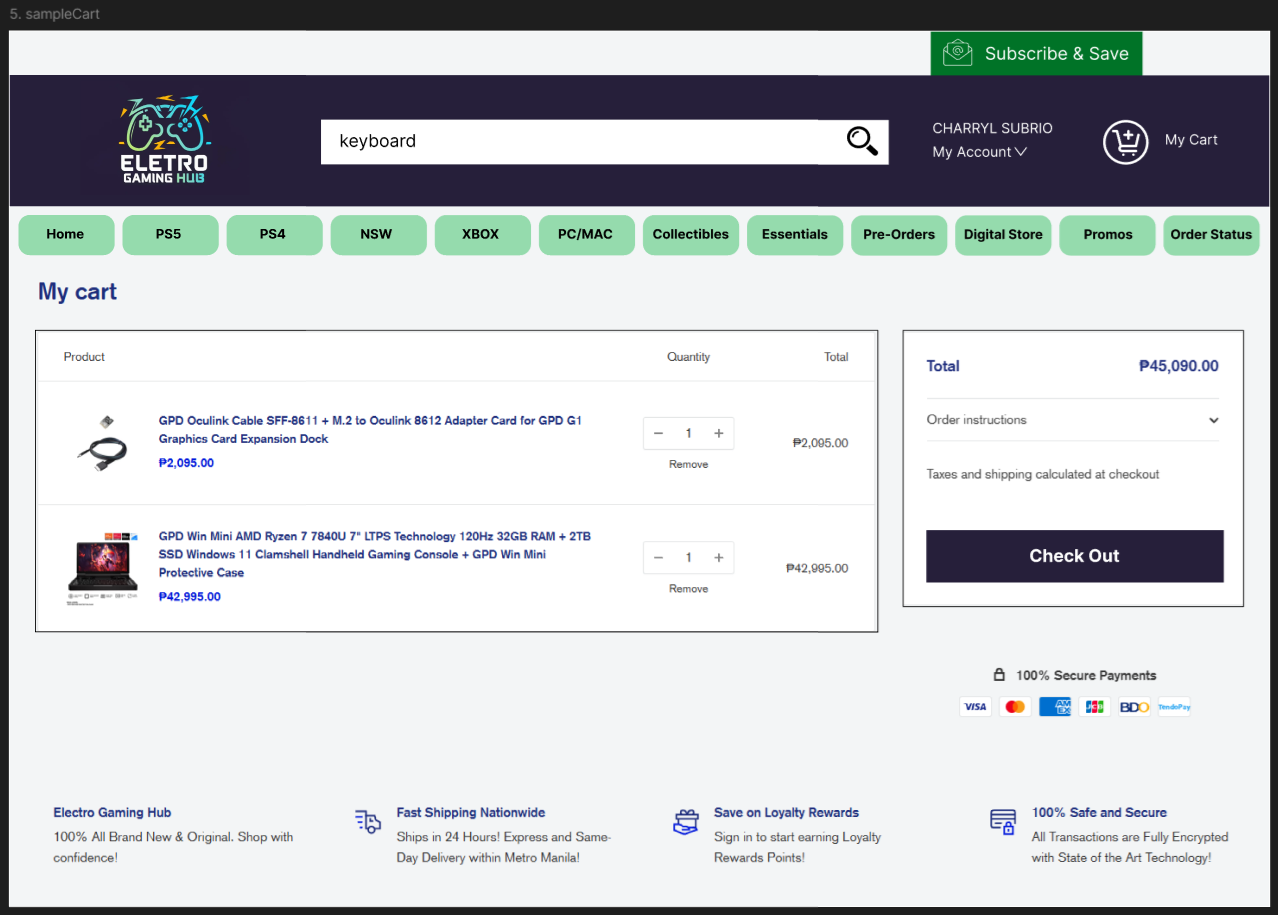 5. sampleCart
Subscribe & Save
ELETRO
GAMING HUB
keyboard
CHARRYL SUBRIO
My Account
My Cart
Home
PS5
PS4
NSW
XBOX
PC/MAC
Collectibles
Essentials
Pre-Orders
Digital Store
Promos
Order Status
My cart
Product
Quantity
Total
GPD Oculink Cable SFF-8611 + M.2 to Oculink 8612 Adapter Card for GPD G1
Graphics Card Expansion Dock
₱2,095.00
− 1 +
Remove
₱2,095.00
GPD Win Mini AMD Ryzen 7 7840U 7" LTPS Technology 120Hz 32GB RAM + 2TB
SSD Windows 11 Clamshell Handheld Gaming Console + GPD Win Mini
Protective Case
₱42,995.00
− 1 +
Remove
₱42,995.00
Total
₱45,090.00
Order instructions
Taxes and shipping calculated at checkout
Check Out
100% Secure Payments
VISA
AMEX
JCB
BDO
TendoPay
Electro Gaming Hub
100% All Brand New & Original. Shop with
confidence!
Fast Shipping Nationwide
Ships in 24 Hours! Express and Same-
Day Delivery within Metro Manila!
Save on Loyalty Rewards
Sign in to start earning Loyalty
Rewards Points!
100% Safe and Secure
All Transactions are Fully Encrypted
with State of the Art Technology!